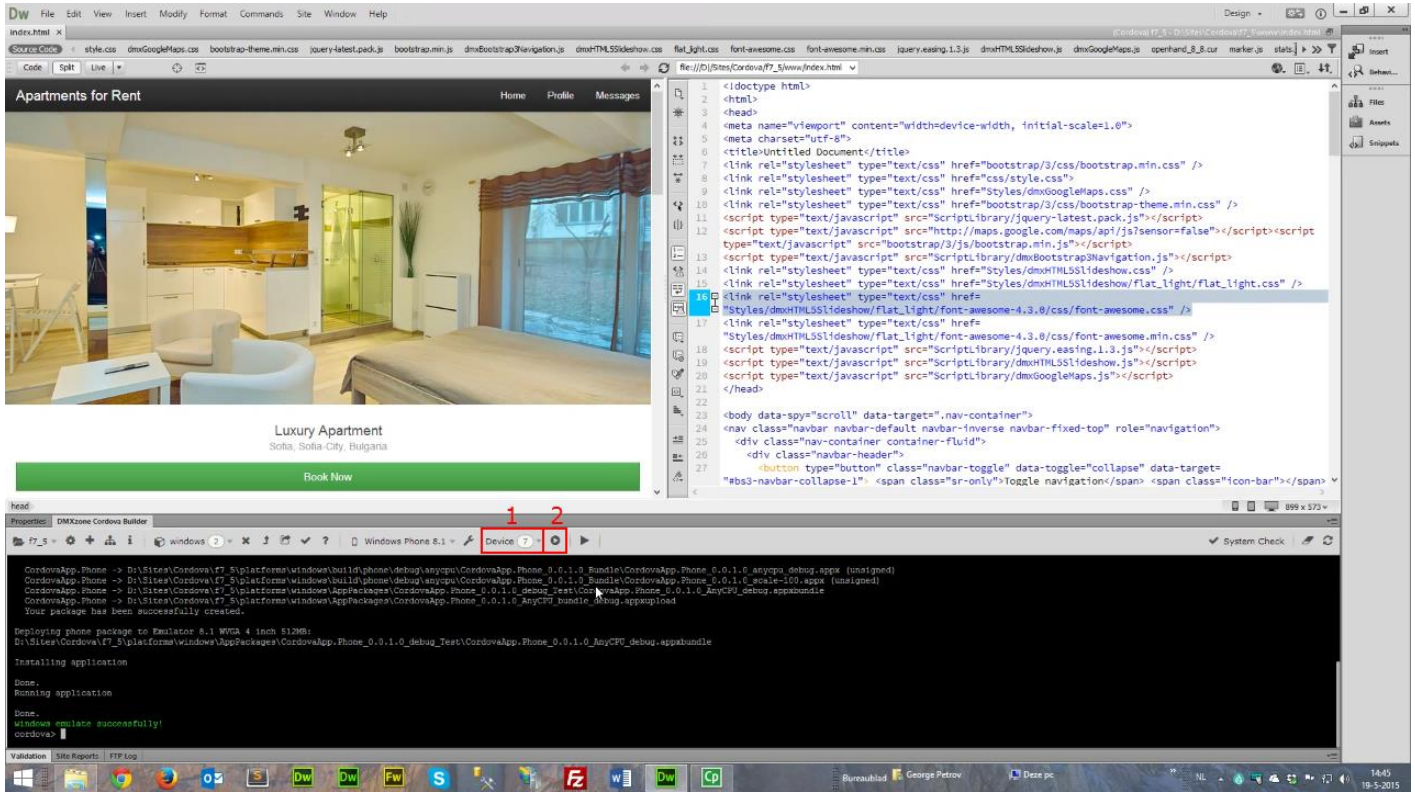 Dw File Edit View Insert Modify Format Commands Site Window Help
Design
index.html ×
(Cordova) f7_5 - D:\Sites\Cordova\f7_5\www\index.html
Source Code style.css dmxGoogleMaps.css bootstrap-theme.min.css jquery-latest.pack.js bootstrap.min.js dmxBootstrap3Navigation.js dmxHTML5Slideshow.css flat_light.css font-awesome.css font-awesome.min.css jquery.easing.1.3.js dmxHTML5Slideshow.js dmxGoogleMaps.js openhand_8_8.cur marker.js stats.j
Code Split Live
file:///D|/Sites/Cordova/f7_5/www/index.html
Insert
Behavi...
Files
Assets
Snippets
Apartments for Rent
Home Profile Messages
Luxury Apartment
Sofia, Sofia-City, Bulgaria
Book Now
1 <!doctype html>
2 <html>
3 <head>
4 <meta name="viewport" content="width=device-width, initial-scale=1.0">
5 <meta charset="utf-8">
6 <title>Untitled Document</title>
7 <link rel="stylesheet" type="text/css" href="bootstrap/3/css/bootstrap.min.css" />
8 <link rel="stylesheet" type="text/css" href="css/style.css">
9 <link rel="stylesheet" type="text/css" href="Styles/dmxGoogleMaps.css" />
10 <link rel="stylesheet" type="text/css" href="bootstrap/3/css/bootstrap-theme.min.css" />
11 <script type="text/javascript" src="ScriptLibrary/jquery-latest.pack.js"></script>
12 <script type="text/javascript" src="http://maps.google.com/maps/api/js?sensor=false"></script><script
type="text/javascript" src="bootstrap/3/js/bootstrap.min.js"></script>
13 <script type="text/javascript" src="ScriptLibrary/dmxBootstrap3Navigation.js"></script>
14 <link rel="stylesheet" type="text/css" href="Styles/dmxHTML5Slideshow.css" />
15 <link rel="stylesheet" type="text/css" href="Styles/dmxHTML5Slideshow/flat_light/flat_light.css" />
16 <link rel="stylesheet" type="text/css" href=
"Styles/dmxHTML5Slideshow/flat_light/font-awesome-4.3.0/css/font-awesome.css" />
17 <link rel="stylesheet" type="text/css" href=
"Styles/dmxHTML5Slideshow/flat_light/font-awesome-4.3.0/css/font-awesome.min.css" />
18 <script type="text/javascript" src="ScriptLibrary/jquery.easing.1.3.js"></script>
19 <script type="text/javascript" src="ScriptLibrary/dmxHTML5Slideshow.js"></script>
20 <script type="text/javascript" src="ScriptLibrary/dmxGoogleMaps.js"></script>
21 </head>
22
23 <body data-spy="scroll" data-target=".nav-container">
24 <nav class="navbar navbar-default navbar-inverse navbar-fixed-top" role="navigation">
25 <div class="nav-container container-fluid">
26 <div class="navbar-header">
27 <button type="button" class="navbar-toggle" data-toggle="collapse" data-target=
"#bs3-navbar-collapse-1"> <span class="sr-only">Toggle navigation</span> <span class="icon-bar"></span>
head
899 x 573
Properties DMXzone Cordova Builder
1 2
f7_5 windows 2 Windows Phone 8.1 Device 7 System Check
CordovaApp.Phone -> D:\Sites\Cordova\f7_5\platforms\windows\build\phone\debug\anycpu\CordovaApp.Phone_0.0.1.0_Bundle\CordovaApp.Phone_0.0.1.0_anycpu_debug.appx (unsigned)
CordovaApp.Phone -> D:\Sites\Cordova\f7_5\platforms\windows\build\phone\debug\anycpu\CordovaApp.Phone_0.0.1.0_Bundle\CordovaApp.Phone_0.0.1.0_scale-100.appx (unsigned)
CordovaApp.Phone -> D:\Sites\Cordova\f7_5\platforms\windows\AppPackages\CordovaApp.Phone_0.0.1.0_debug_Test\CordovaApp.Phone_0.0.1.0_AnyCPU_debug.appxbundle
CordovaApp.Phone -> D:\Sites\Cordova\f7_5\platforms\windows\AppPackages\CordovaApp.Phone_0.0.1.0_AnyCPU_bundle_debug.appxupload
Your package has been successfully created.
Deploying phone package to Emulator 8.1 WVGA 4 inch 512MB:
D:\Sites\Cordova\f7_5\platforms\windows\AppPackages\CordovaApp.Phone_0.0.1.0_debug_Test\CordovaApp.Phone_0.0.1.0_AnyCPU_debug.appxbundle
Installing application
Done.
Running application
Done.
windows emulate successfully!
cordova>
Validation Site Reports FTP Log
Dw Dw Fw S Fz W Dw Cp
Bureaublad George Petrov Deze pc
NL 14:45
19-5-2015